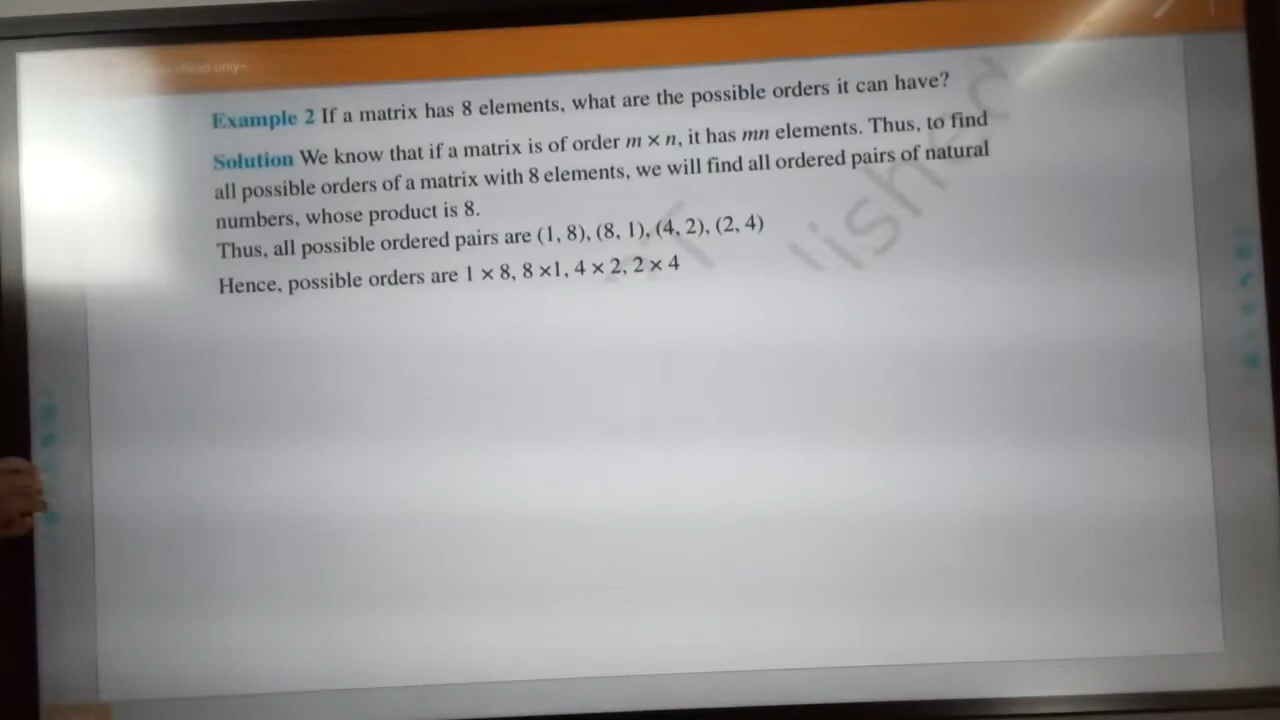 only
Example 2 If a matrix has 8 elements, what are the possible orders it can have?
Solution We know that if a matrix is of order m × n, it has mn elements. Thus, to find
all possible orders of a matrix with 8 elements, we will find all ordered pairs of natural
numbers, whose product is 8.
Thus, all possible ordered pairs are (1, 8), (8, 1), (4, 2), (2, 4)
Hence, possible orders are 1 × 8, 8 ×1, 4 × 2, 2 × 4